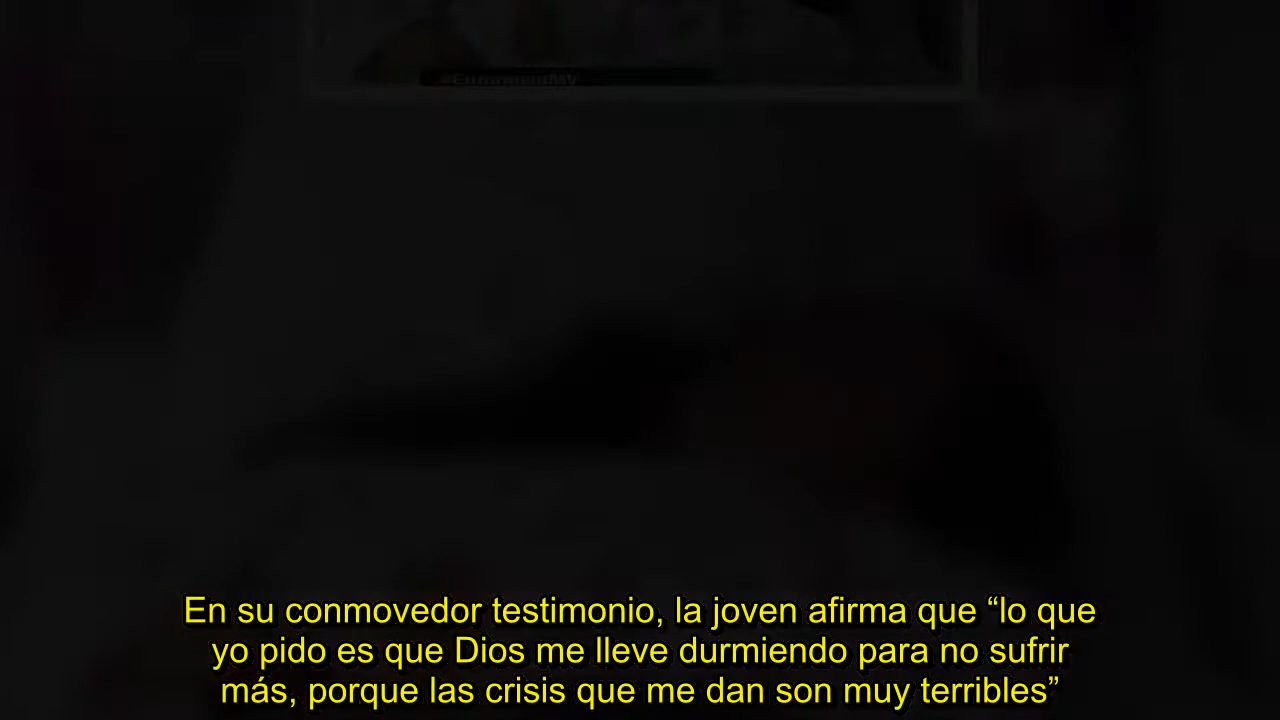 En su conmovedor testimonio, la joven afirma que “lo que
yo pido es que Dios me lleve durmiendo para no sufrir
más, porque las crisis que me dan son muy terribles”